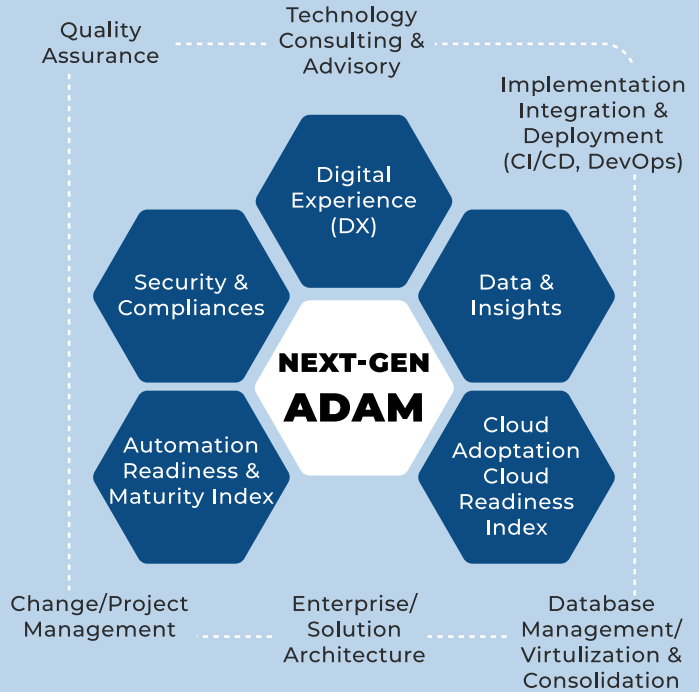 Quality
Assurance
Technology
Consulting &
Advisory
Implementation
Integration &
Deployment
(CI/CD, DevOps)
Digital
Experience
(DX)
Security &
Compliances
Data &
Insights
NEXT-GEN
ADAM
Automation
Readiness &
Maturity Index
Cloud
Adoptation
Cloud
Readiness
Index
Change/Project
Management
Enterprise/
Solution
Architecture
Database
Management/
Virtulization &
Consolidation